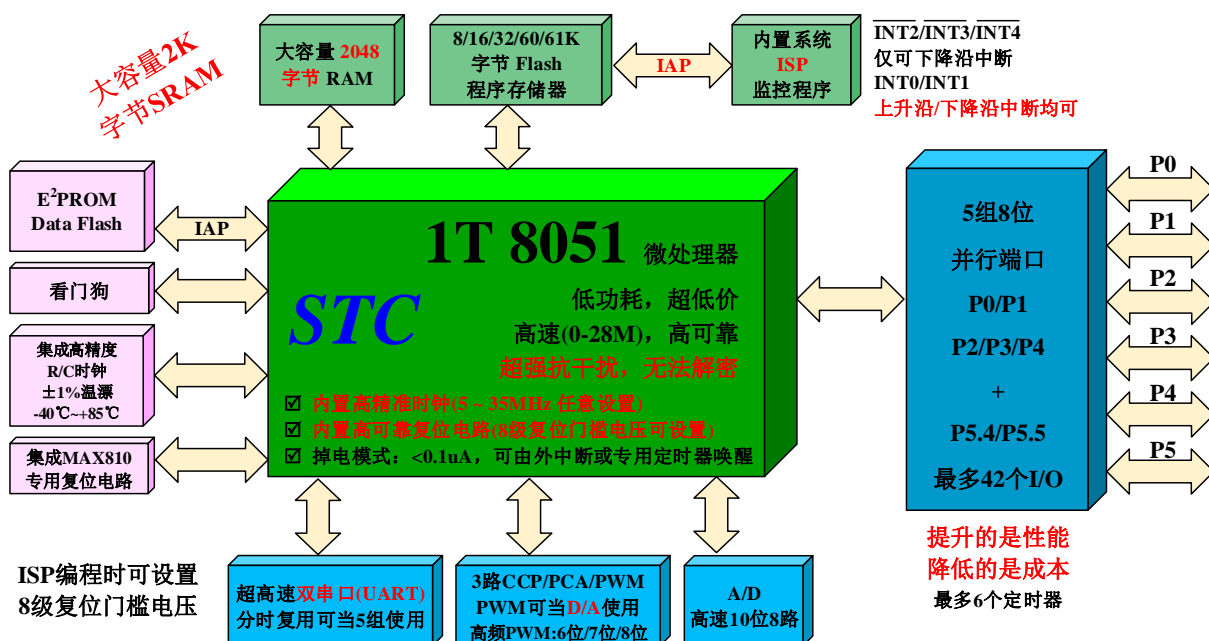 大容量2K
字节SRAM
大容量 2048
字节 RAM
8/16/32/60/61K
字节 Flash
程序存储器
IAP
内置系统
ISP
监控程序
INT2/INT3/INT4
仅可下降沿中断
INT0/INT1
上升沿/下降沿中断均可
E²PROM
Data Flash
IAP
看门狗
集成高精度
R/C时钟
±1%温漂
-40℃~+85℃
集成MAX810
专用复位电路
1T 8051 微处理器
STC
低功耗，超低价
高速(0-28M)，高可靠
超强抗干扰，无法解密
☑ 内置高精准时钟(5 ~ 35MHz 任意设置)
☑ 内置高可靠复位电路(8级复位门槛电压可设置)
☑ 掉电模式：<0.1uA，可由外中断或专用定时器唤醒
5组8位
并行端口
P0/P1
P2/P3/P4
+
P5.4/P5.5
最多42个I/O
P0
P1
P2
P3
P4
P5
提升的是性能
降低的是成本
最多6个定时器
ISP编程时可设置
8级复位门槛电压
超高速双串口(UART)
分时复用可当5组使用
3路CCP/PCA/PWM
PWM可当D/A使用
高频PWM:6位/7位/8位
A/D
高速10位8路